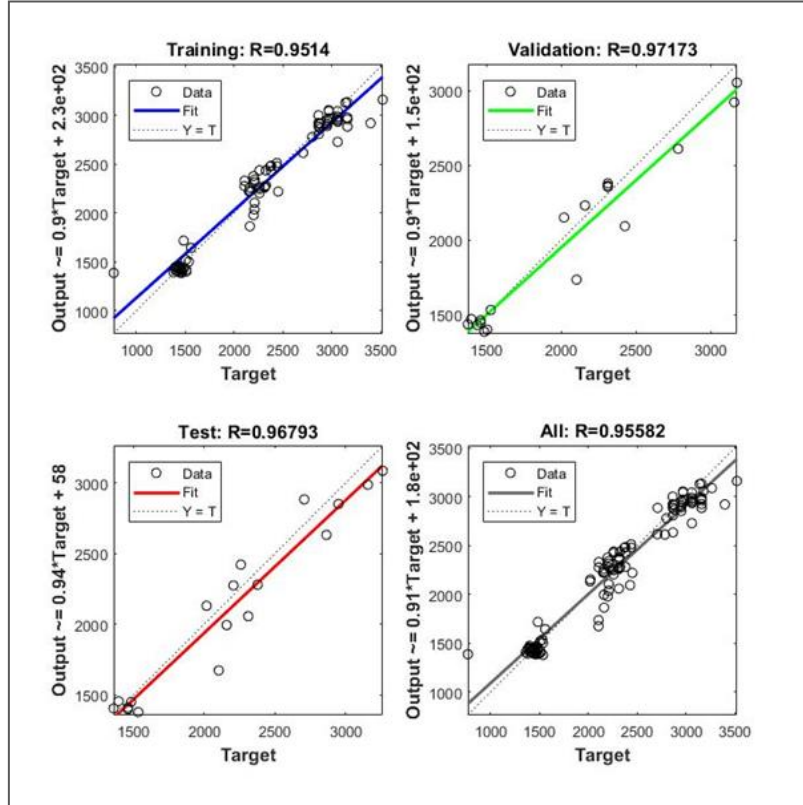 Training: R=0.9514
Output ~= 0.9*Target + 2.3e+02
3500
3000
2500
2000
1500
1000
Data
Fit
Y = T
1000 1500 2000 2500 3000 3500
Target
Validation: R=0.97173
Output ~= 0.9*Target + 1.5e+02
3000
2500
2000
1500
Data
Fit
Y = T
1500 2000 2500 3000
Target
Test: R=0.96793
Output ~= 0.94*Target + 58
3000
2500
2000
1500
Data
Fit
Y = T
1500 2000 2500 3000
Target
All: R=0.95582
Output ~= 0.91*Target + 1.8e+02
3500
3000
2500
2000
1500
1000
Data
Fit
Y = T
1000 1500 2000 2500 3000 3500
Target